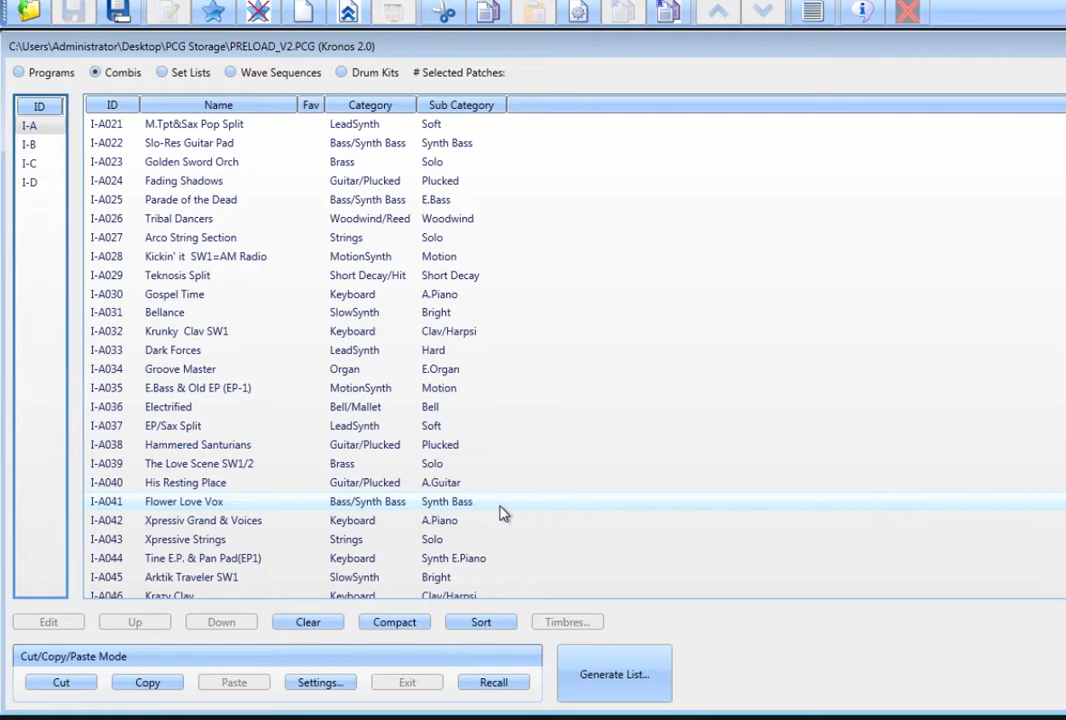 C:\Users\Administrator\Desktop\PCG Storage\PRELOAD_V2.PCG (Kronos 2.0)
Programs Combis Set Lists Wave Sequences Drum Kits # Selected Patches:
ID
I-A
I-B
I-C
I-D
ID Name Fav Category Sub Category
I-A021 M.Tpt&Sax Pop Split LeadSynth Soft
I-A022 Slo-Res Guitar Pad Bass/Synth Bass Synth Bass
I-A023 Golden Sword Orch Brass Solo
I-A024 Fading Shadows Guitar/Plucked Plucked
I-A025 Parade of the Dead Bass/Synth Bass E.Bass
I-A026 Tribal Dancers Woodwind/Reed Woodwind
I-A027 Arco String Section Strings Solo
I-A028 Kickin' it SW1=AM Radio MotionSynth Motion
I-A029 Teknosis Split Short Decay/Hit Short Decay
I-A030 Gospel Time Keyboard A.Piano
I-A031 Bellance SlowSynth Bright
I-A032 Krunky Clav SW1 Keyboard Clav/Harpsi
I-A033 Dark Forces LeadSynth Hard
I-A034 Groove Master Organ E.Organ
I-A035 E.Bass & Old EP (EP-1) MotionSynth Motion
I-A036 Electrified Bell/Mallet Bell
I-A037 EP/Sax Split LeadSynth Soft
I-A038 Hammered Santurians Guitar/Plucked Plucked
I-A039 The Love Scene SW1/2 Brass Solo
I-A040 His Resting Place Guitar/Plucked A.Guitar
I-A041 Flower Love Vox Bass/Synth Bass Synth Bass
I-A042 Xpressiv Grand & Voices Keyboard A.Piano
I-A043 Xpressive Strings Strings Solo
I-A044 Tine E.P. & Pan Pad(EP1) Keyboard Synth E.Piano
I-A045 Arktik Traveler SW1 SlowSynth Bright
I-A046 Krazy Clav Keyboard Clav/Harpsi
Edit Up Down Clear Compact Sort Timbres...
Cut/Copy/Paste Mode
Cut Copy Paste Settings... Exit Recall
Generate List...